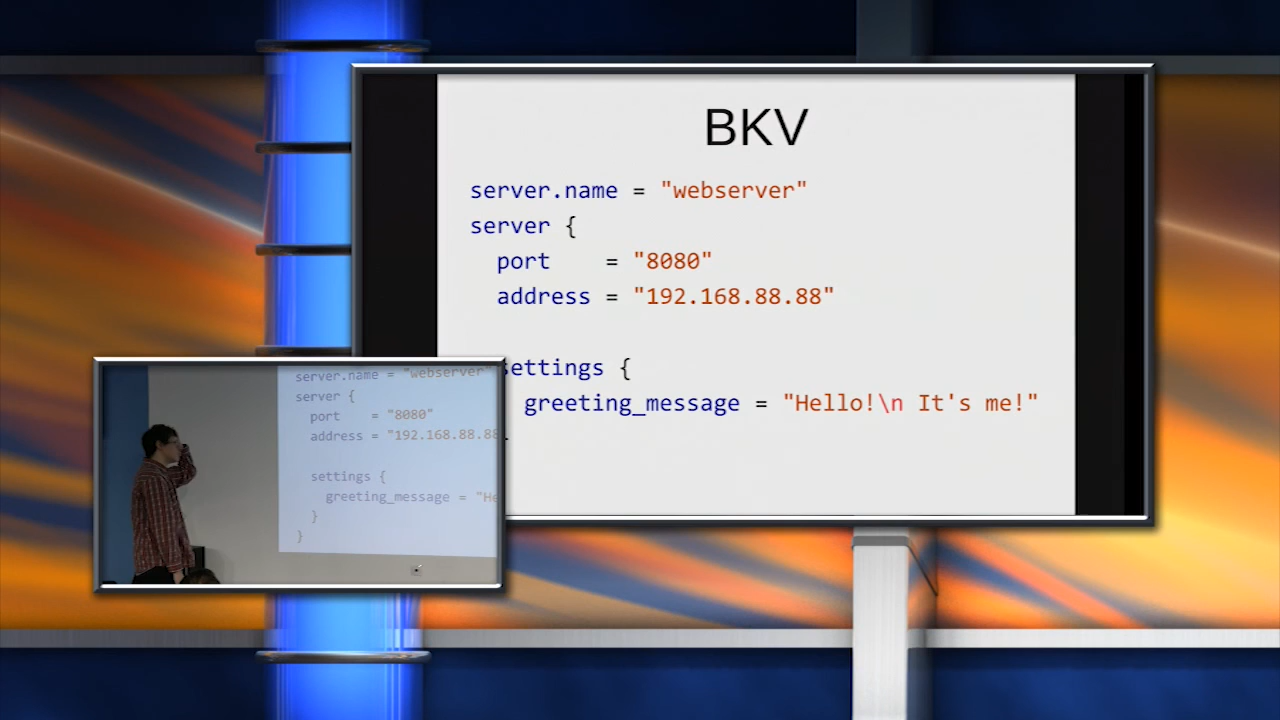 BKV
server.name = "webserver"
server {
port = "8080"
address = "192.168.88.88"
settings {
greeting_message = "Hello!\n It's me!"
server.name = "webserver"
server {
port = "8080"
address = "192.168.88.88
settings {
greeting_message = "He
}
}